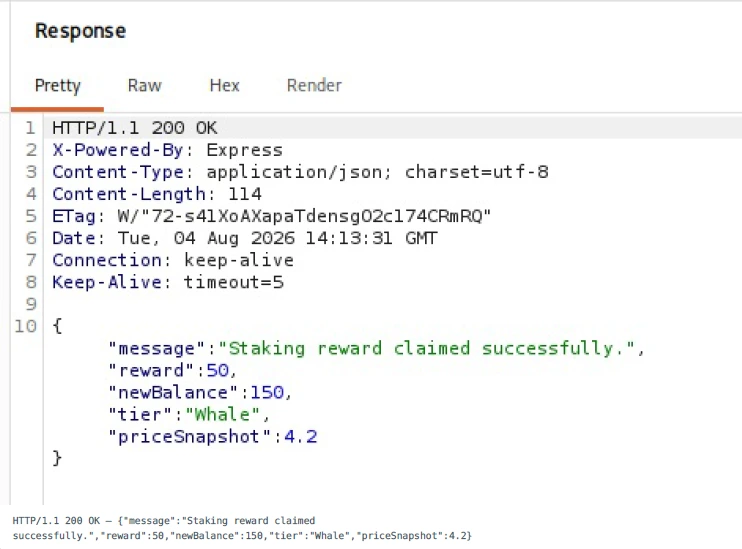 Response
Pretty Raw Hex Render
1 HTTP/1.1 200 OK
2 X-Powered-By: Express
3 Content-Type: application/json; charset=utf-8
4 Content-Length: 114
5 ETag: W/"72-s4lXoAXapaTdensgO2c174CRmRQ"
6 Date: Tue, 04 Aug 2026 14:13:31 GMT
7 Connection: keep-alive
8 Keep-Alive: timeout=5
9
10 {
"message":"Staking reward claimed successfully.",
"reward":50,
"newBalance":150,
"tier":"Whale",
"priceSnapshot":4.2
}
HTTP/1.1 200 OK — {"message":"Staking reward claimed
successfully.","reward":50,"newBalance":150,"tier":"Whale","priceSnapshot":4.2}